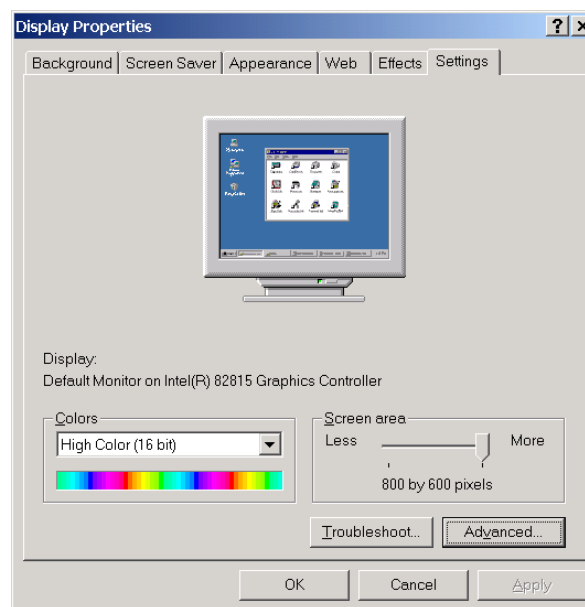 Display Properties
Background Screen Saver Appearance Web Effects Settings
Display:
Default Monitor on Intel(R) 82815 Graphics Controller
Colors
High Color (16 bit)
Screen area
Less More
800 by 600 pixels
Troubleshoot... Advanced...
OK Cancel Apply